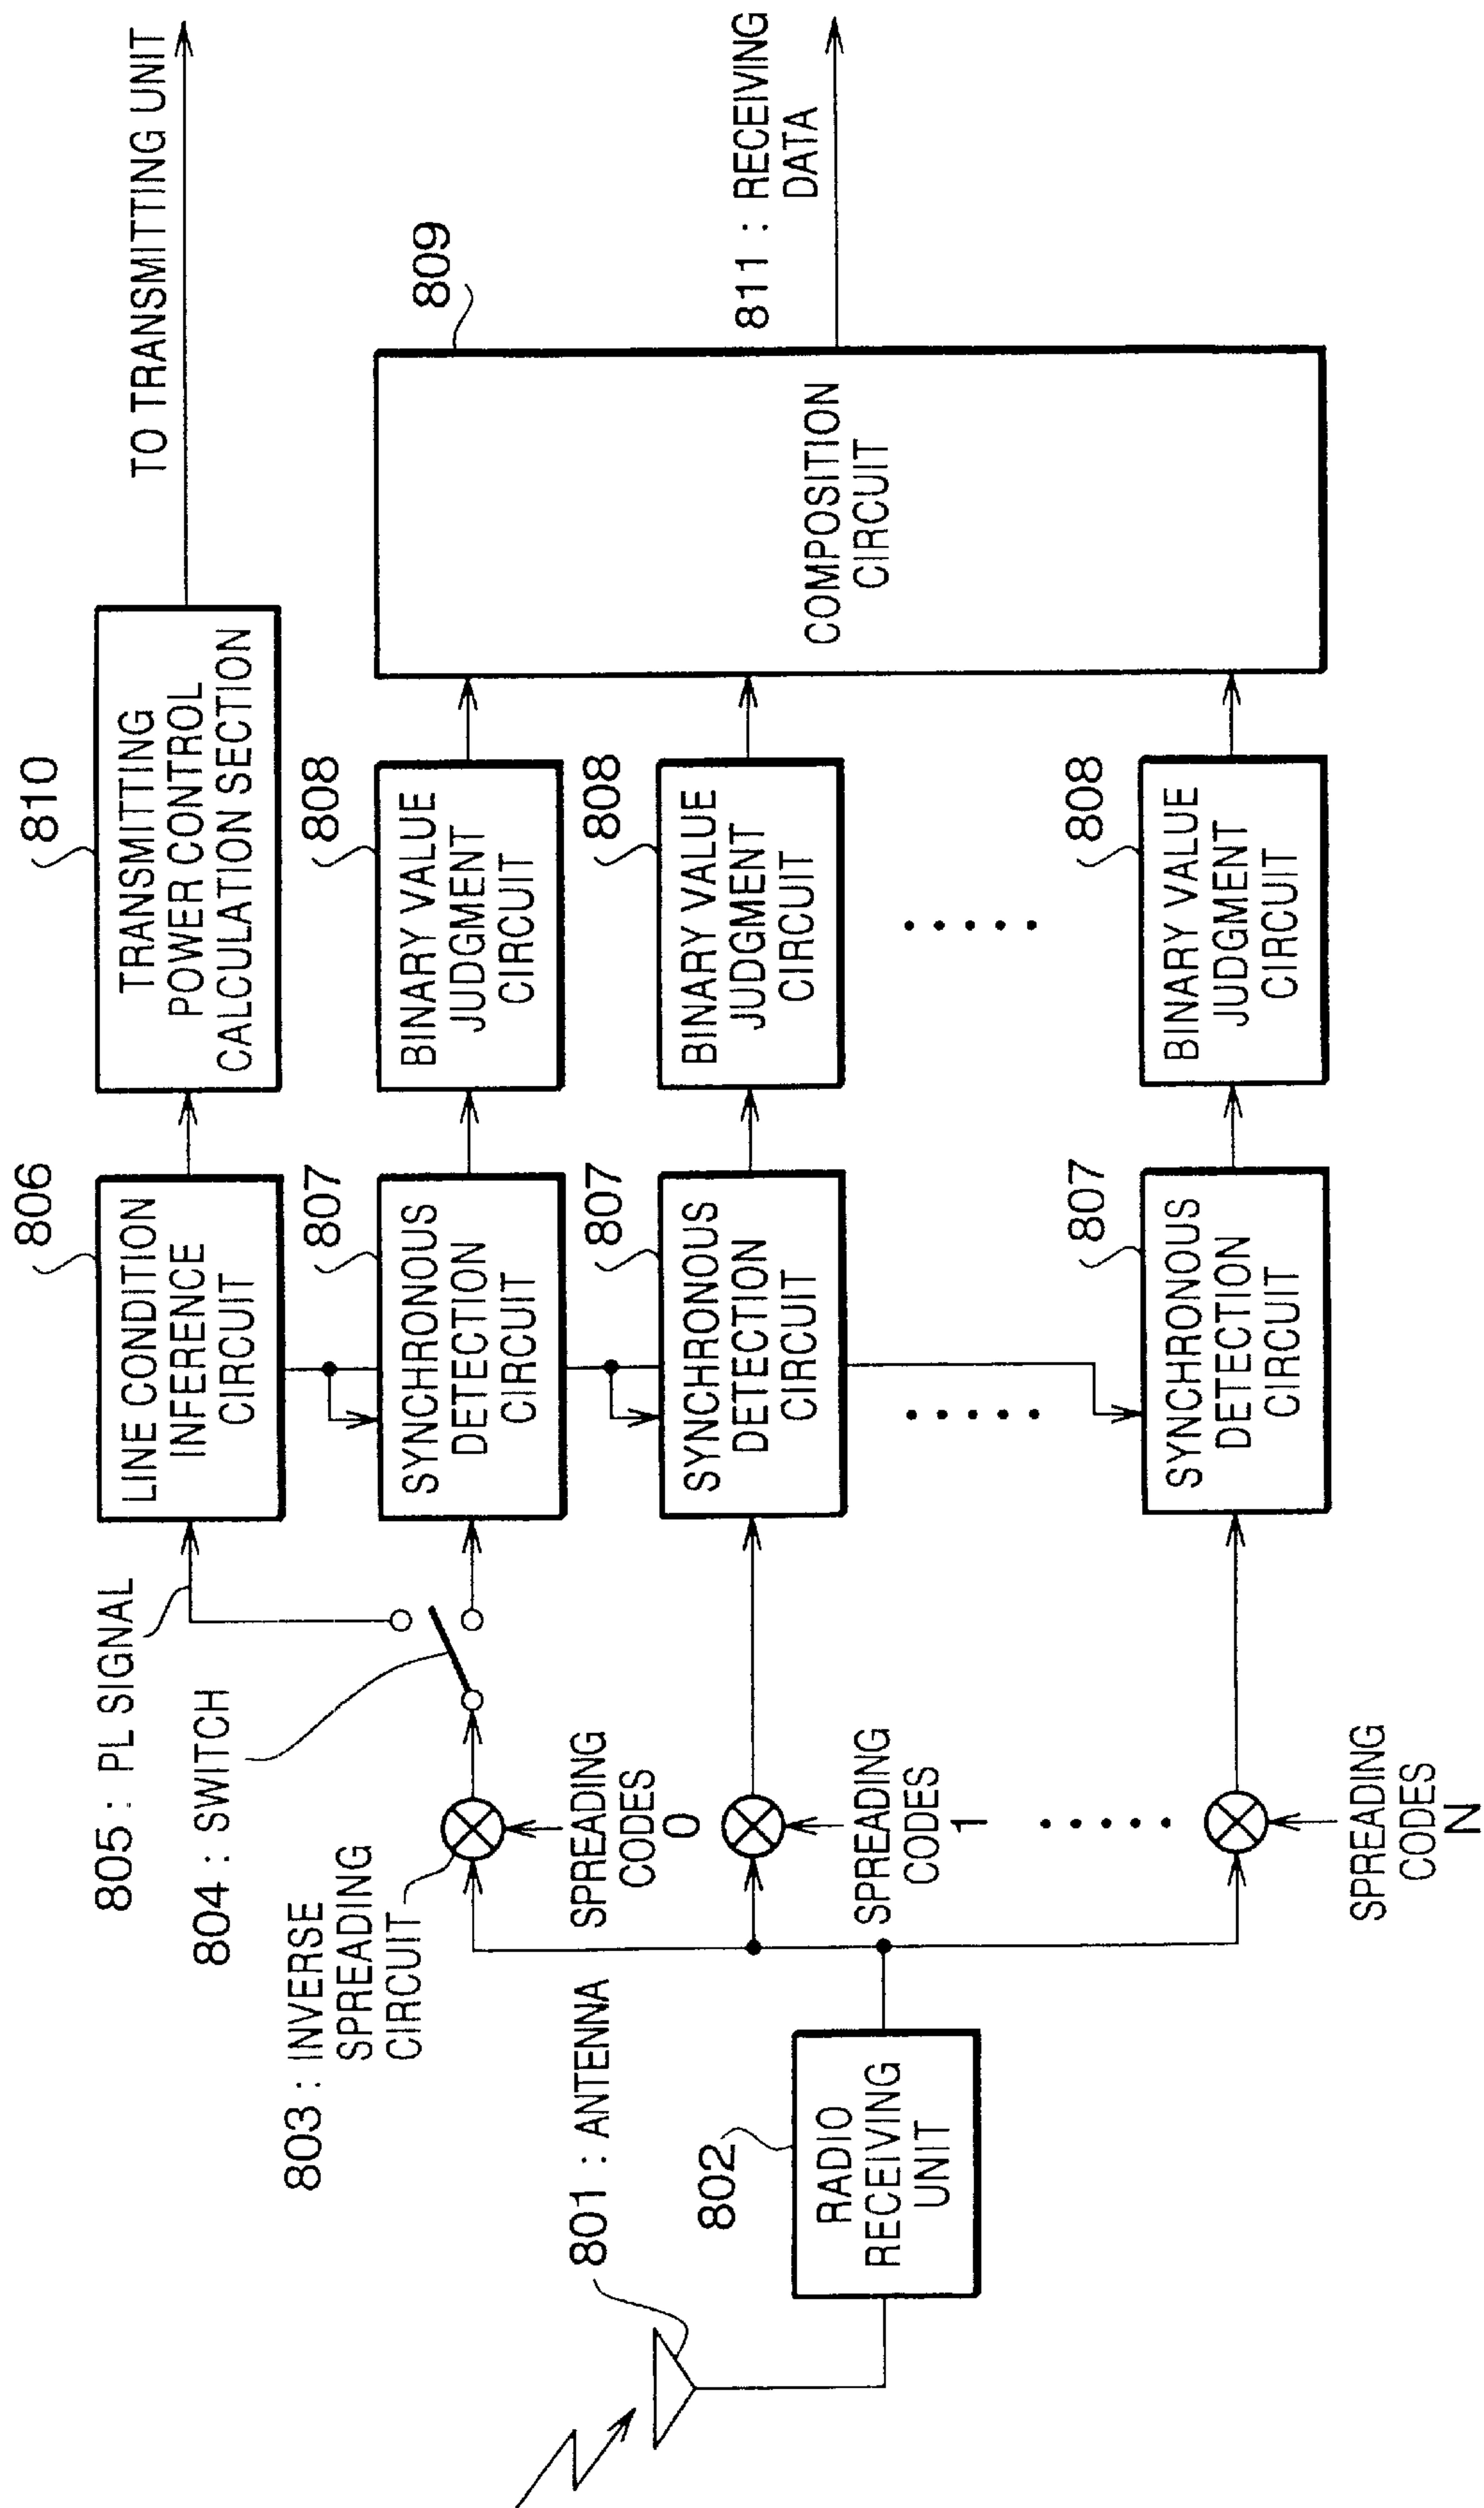 TO TRANSMITTING UNIT
810
TRANSMITTING
POWER CONTROL
CALCULATION SECTION
806
LINE CONDITION
INFERENCE
CIRCUIT
805 : PL SIGNAL
804 : SWITCH
803 : INVERSE
SPREADING
CIRCUIT
807
SYNCHRONOUS
DETECTION
CIRCUIT
808
BINARY VALUE
JUDGMENT
CIRCUIT
809
COMPOSITION
CIRCUIT
811 : RECEIVING
DATA
801 : ANTENNA
802
RADIO
RECEIVING
UNIT
SPREADING
CODES
0
807
SYNCHRONOUS
DETECTION
CIRCUIT
808
BINARY VALUE
JUDGMENT
CIRCUIT
SPREADING
CODES
1
807
SYNCHRONOUS
DETECTION
CIRCUIT
808
BINARY VALUE
JUDGMENT
CIRCUIT
SPREADING
CODES
N